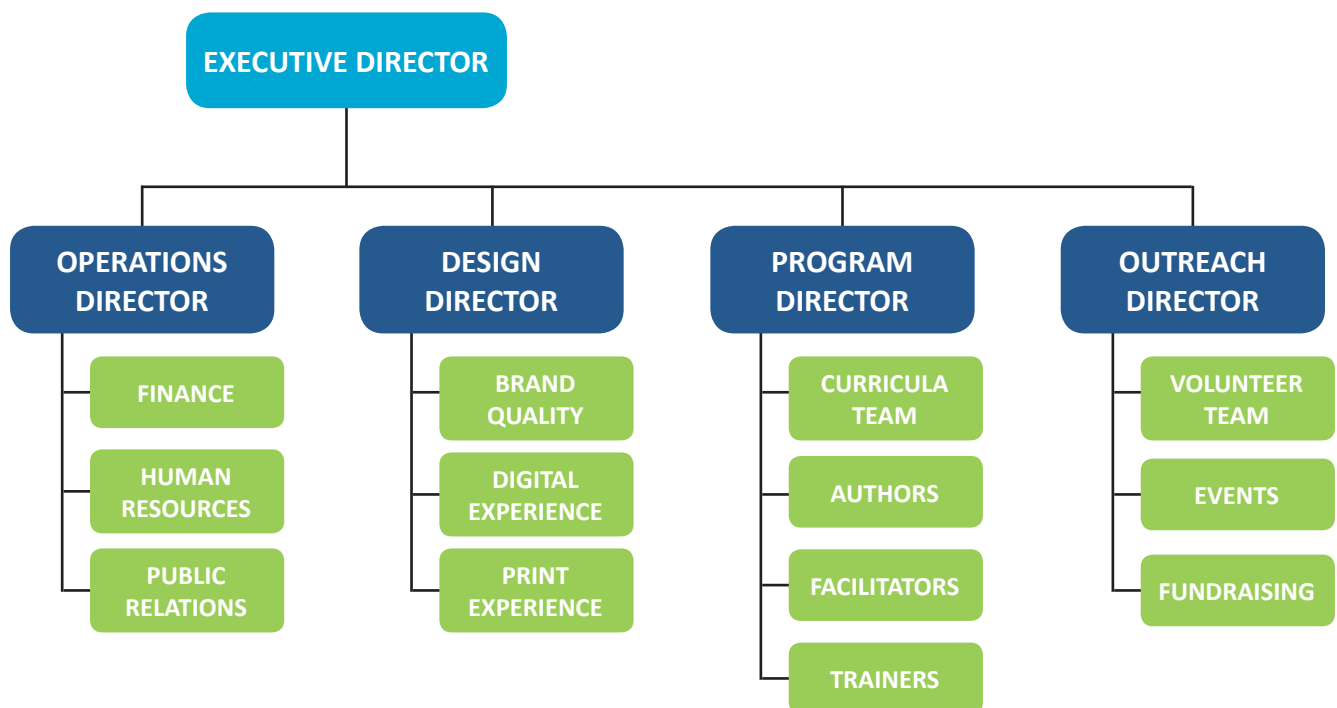 EXECUTIVE DIRECTOR
OPERATIONS
DIRECTOR
FINANCE
HUMAN
RESOURCES
PUBLIC
RELATIONS
DESIGN
DIRECTOR
BRAND
QUALITY
DIGITAL
EXPERIENCE
PRINT
EXPERIENCE
PROGRAM
DIRECTOR
CURRICULA
TEAM
AUTHORS
FACILITATORS
TRAINERS
OUTREACH
DIRECTOR
VOLUNTEER
TEAM
EVENTS
FUNDRAISING